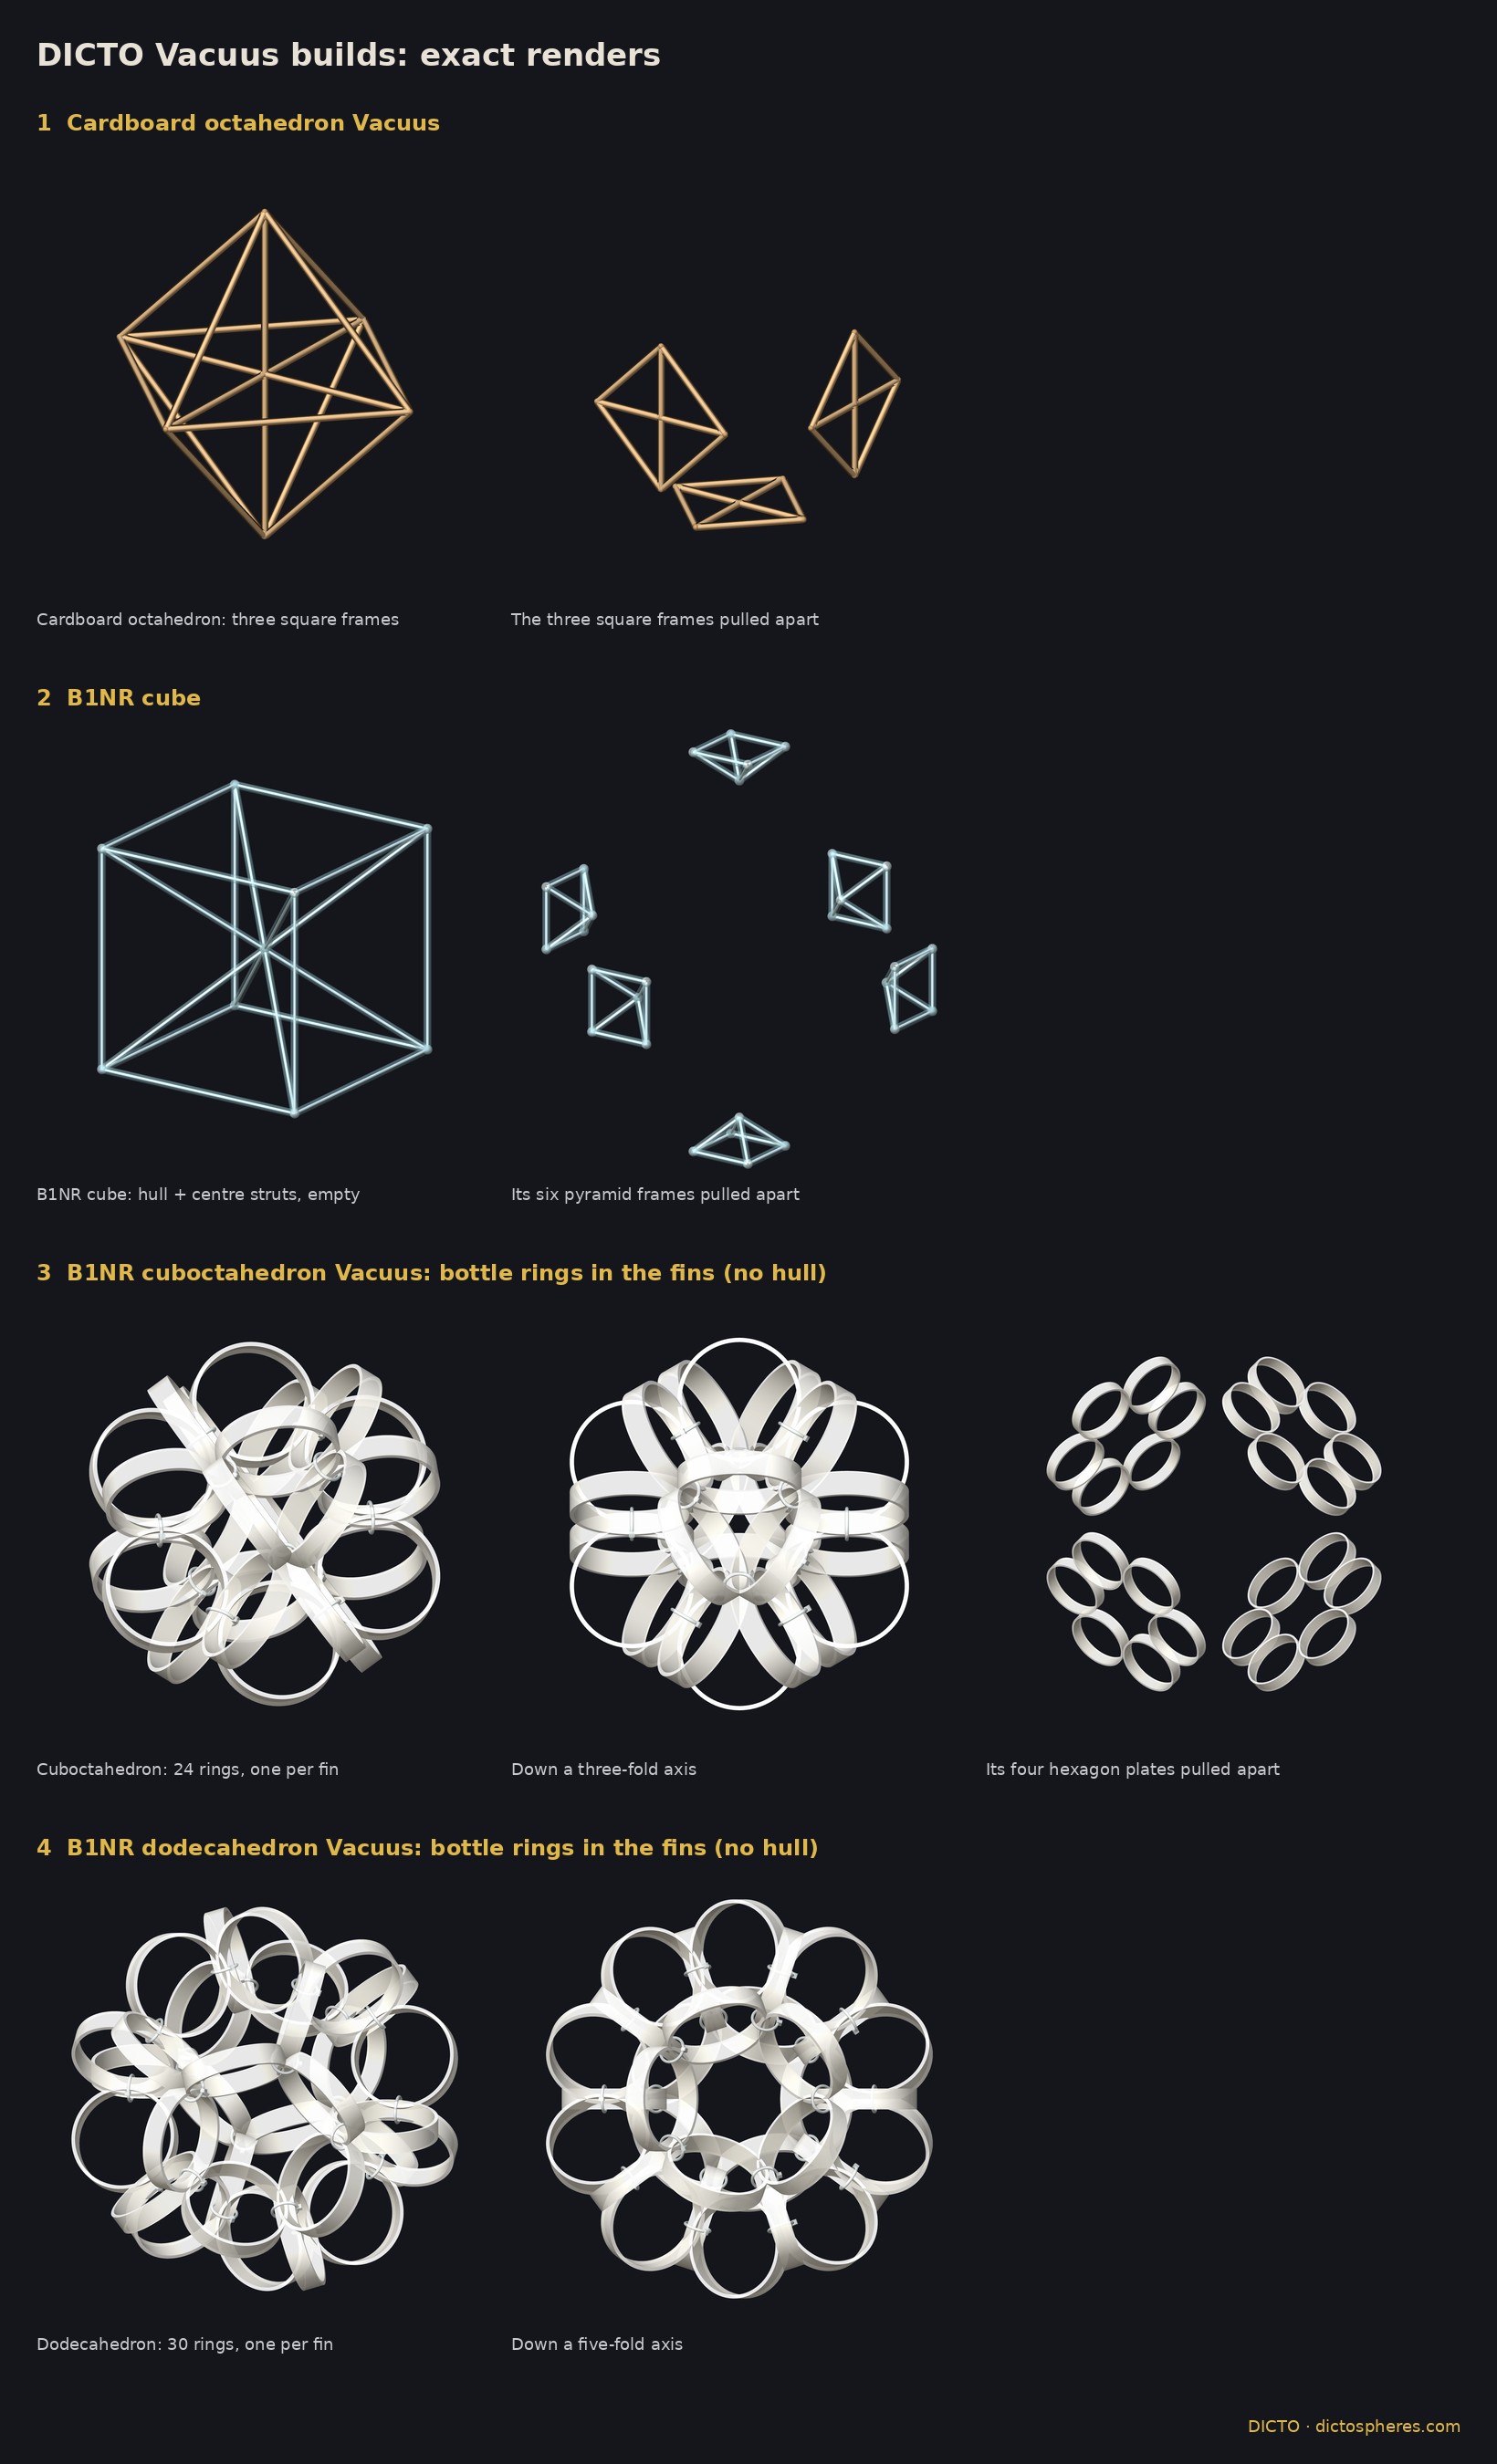 DICTO Vacuus builds: exact renders
1 Cardboard octahedron Vacuus
Cardboard octahedron: three square frames
The three square frames pulled apart
2 B1NR cube
B1NR cube: hull + centre struts, empty
Its six pyramid frames pulled apart
3 B1NR cuboctahedron Vacuus: bottle rings in the fins (no hull)
Cuboctahedron: 24 rings, one per fin
Down a three-fold axis
Its four hexagon plates pulled apart
4 B1NR dodecahedron Vacuus: bottle rings in the fins (no hull)
Dodecahedron: 30 rings, one per fin
Down a five-fold axis
DICTO · dictospheres.com